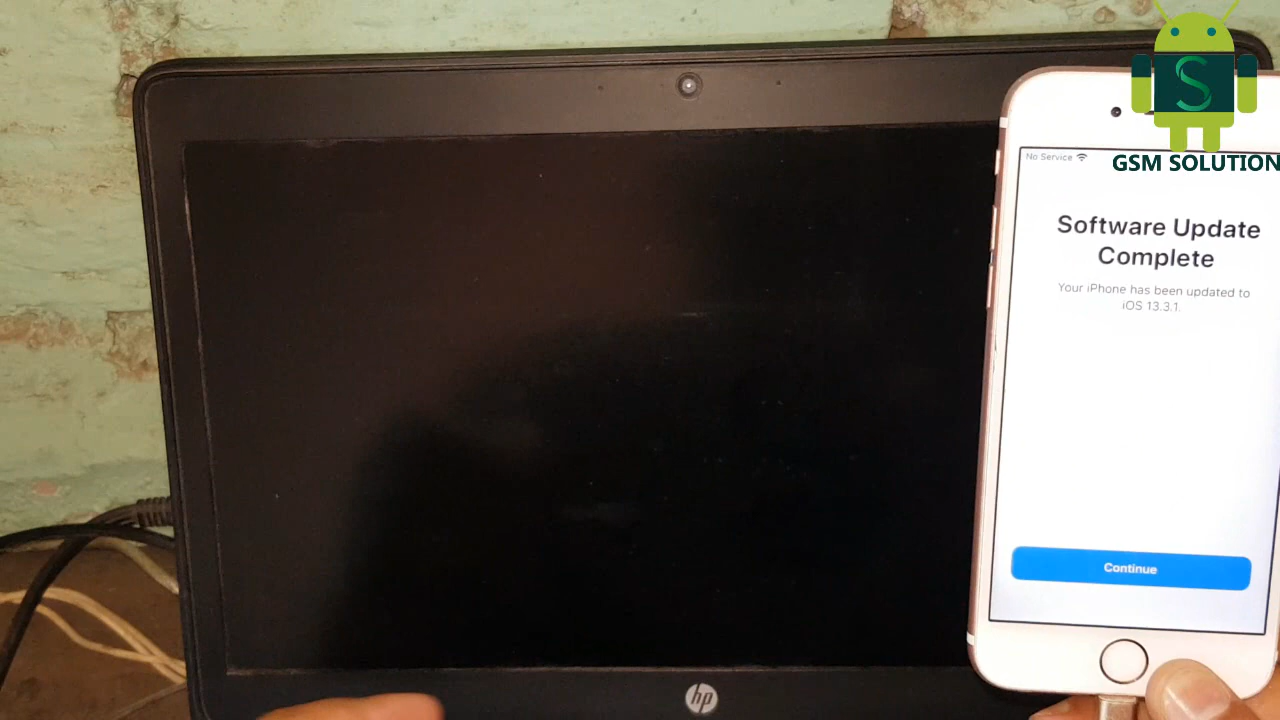 S
GSM SOLUTION
No Service
Software Update
Complete
Your iPhone has been updated to
iOS 13.3.1.
Continue
hp